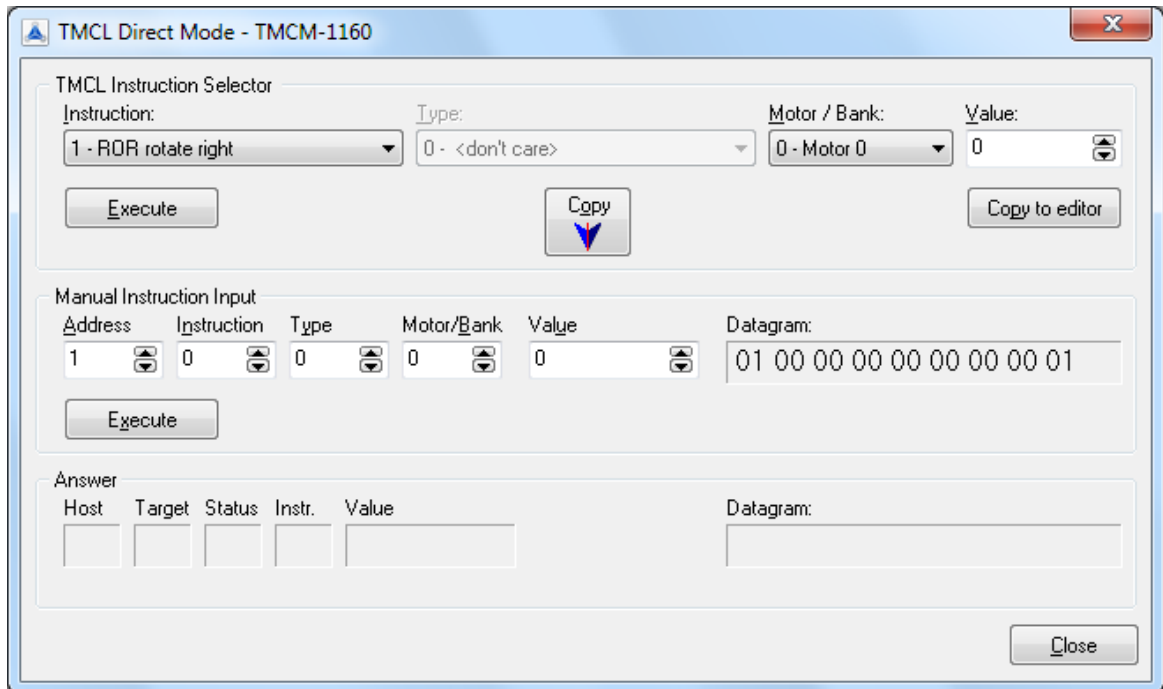 TMCL Direct Mode - TMCM-1160
TMCL Instruction Selector
Instruction: Type: Motor / Bank: Value:
1 - ROR rotate right 0 - <don't care> 0 - Motor 0 0
Execute Copy Copy to editor
Manual Instruction Input
Address Instruction Type Motor/Bank Value Datagram:
1 0 0 0 0 01 00 00 00 00 00 00 00 01
Execute
Answer
Host Target Status Instr. Value Datagram:
Close